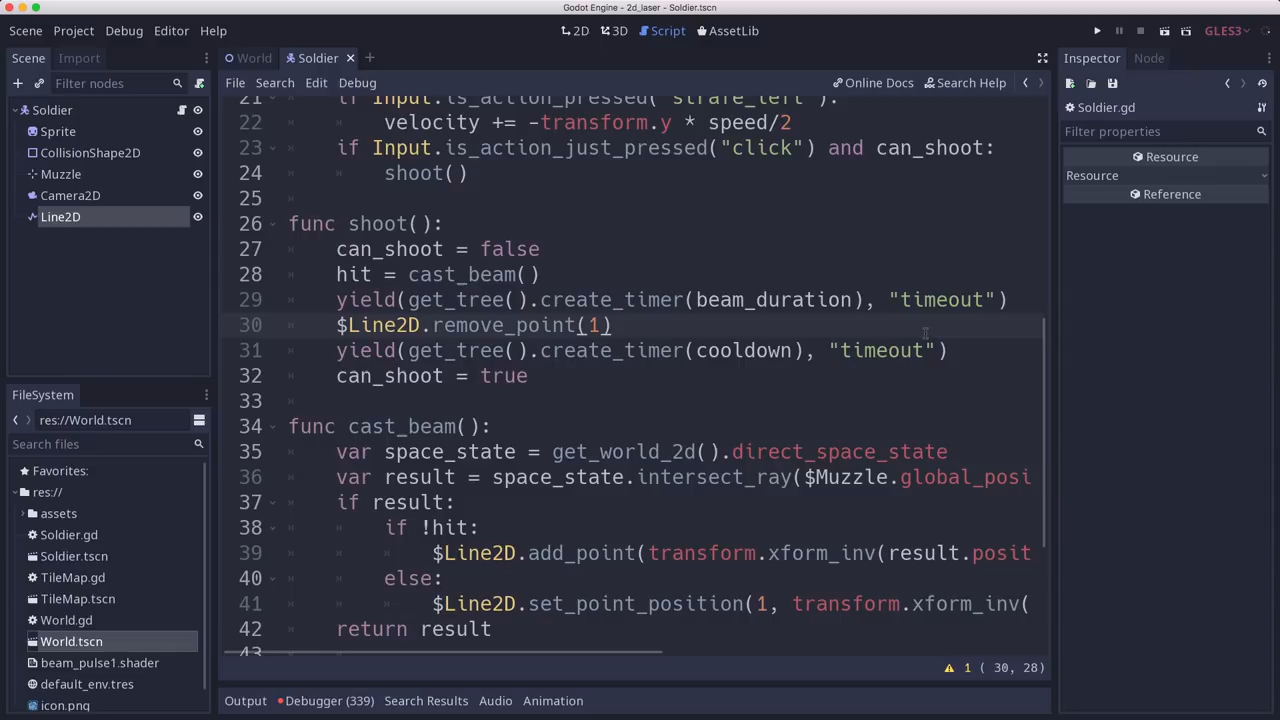 Godot Engine - 2d_laser - Soldier.tscn
Scene Project Debug Editor Help
2D 3D Script AssetLib
GLES3
Scene Import
World Soldier
Inspector Node
Filter nodes
File Search Edit Debug
Online Docs Search Help
Soldier
Sprite
CollisionShape2D
Muzzle
Camera2D
Line2D
Soldier.gd
Filter properties
Resource
Resource
Reference
21 if Input.is_action_pressed("strafe_left"):
22 velocity += -transform.y * speed/2
23 if Input.is_action_just_pressed("click") and can_shoot:
24 shoot()
25
26 func shoot():
27 can_shoot = false
28 hit = cast_beam()
29 yield(get_tree().create_timer(beam_duration), "timeout")
30 $Line2D.remove_point(1)
31 yield(get_tree().create_timer(cooldown), "timeout")
32 can_shoot = true
33
34 func cast_beam():
35 var space_state = get_world_2d().direct_space_state
36 var result = space_state.intersect_ray($Muzzle.global_posi
37 if result:
38 if !hit:
39 $Line2D.add_point(transform.xform_inv(result.posit
40 else:
41 $Line2D.set_point_position(1, transform.xform_inv(
42 return result
43
1 ( 30, 28)
FileSystem
res://World.tscn
Search files
Favorites:
res://
assets
Soldier.gd
Soldier.tscn
TileMap.gd
TileMap.tscn
World.gd
World.tscn
beam_pulse1.shader
default_env.tres
icon.png
Output Debugger (339) Search Results Audio Animation